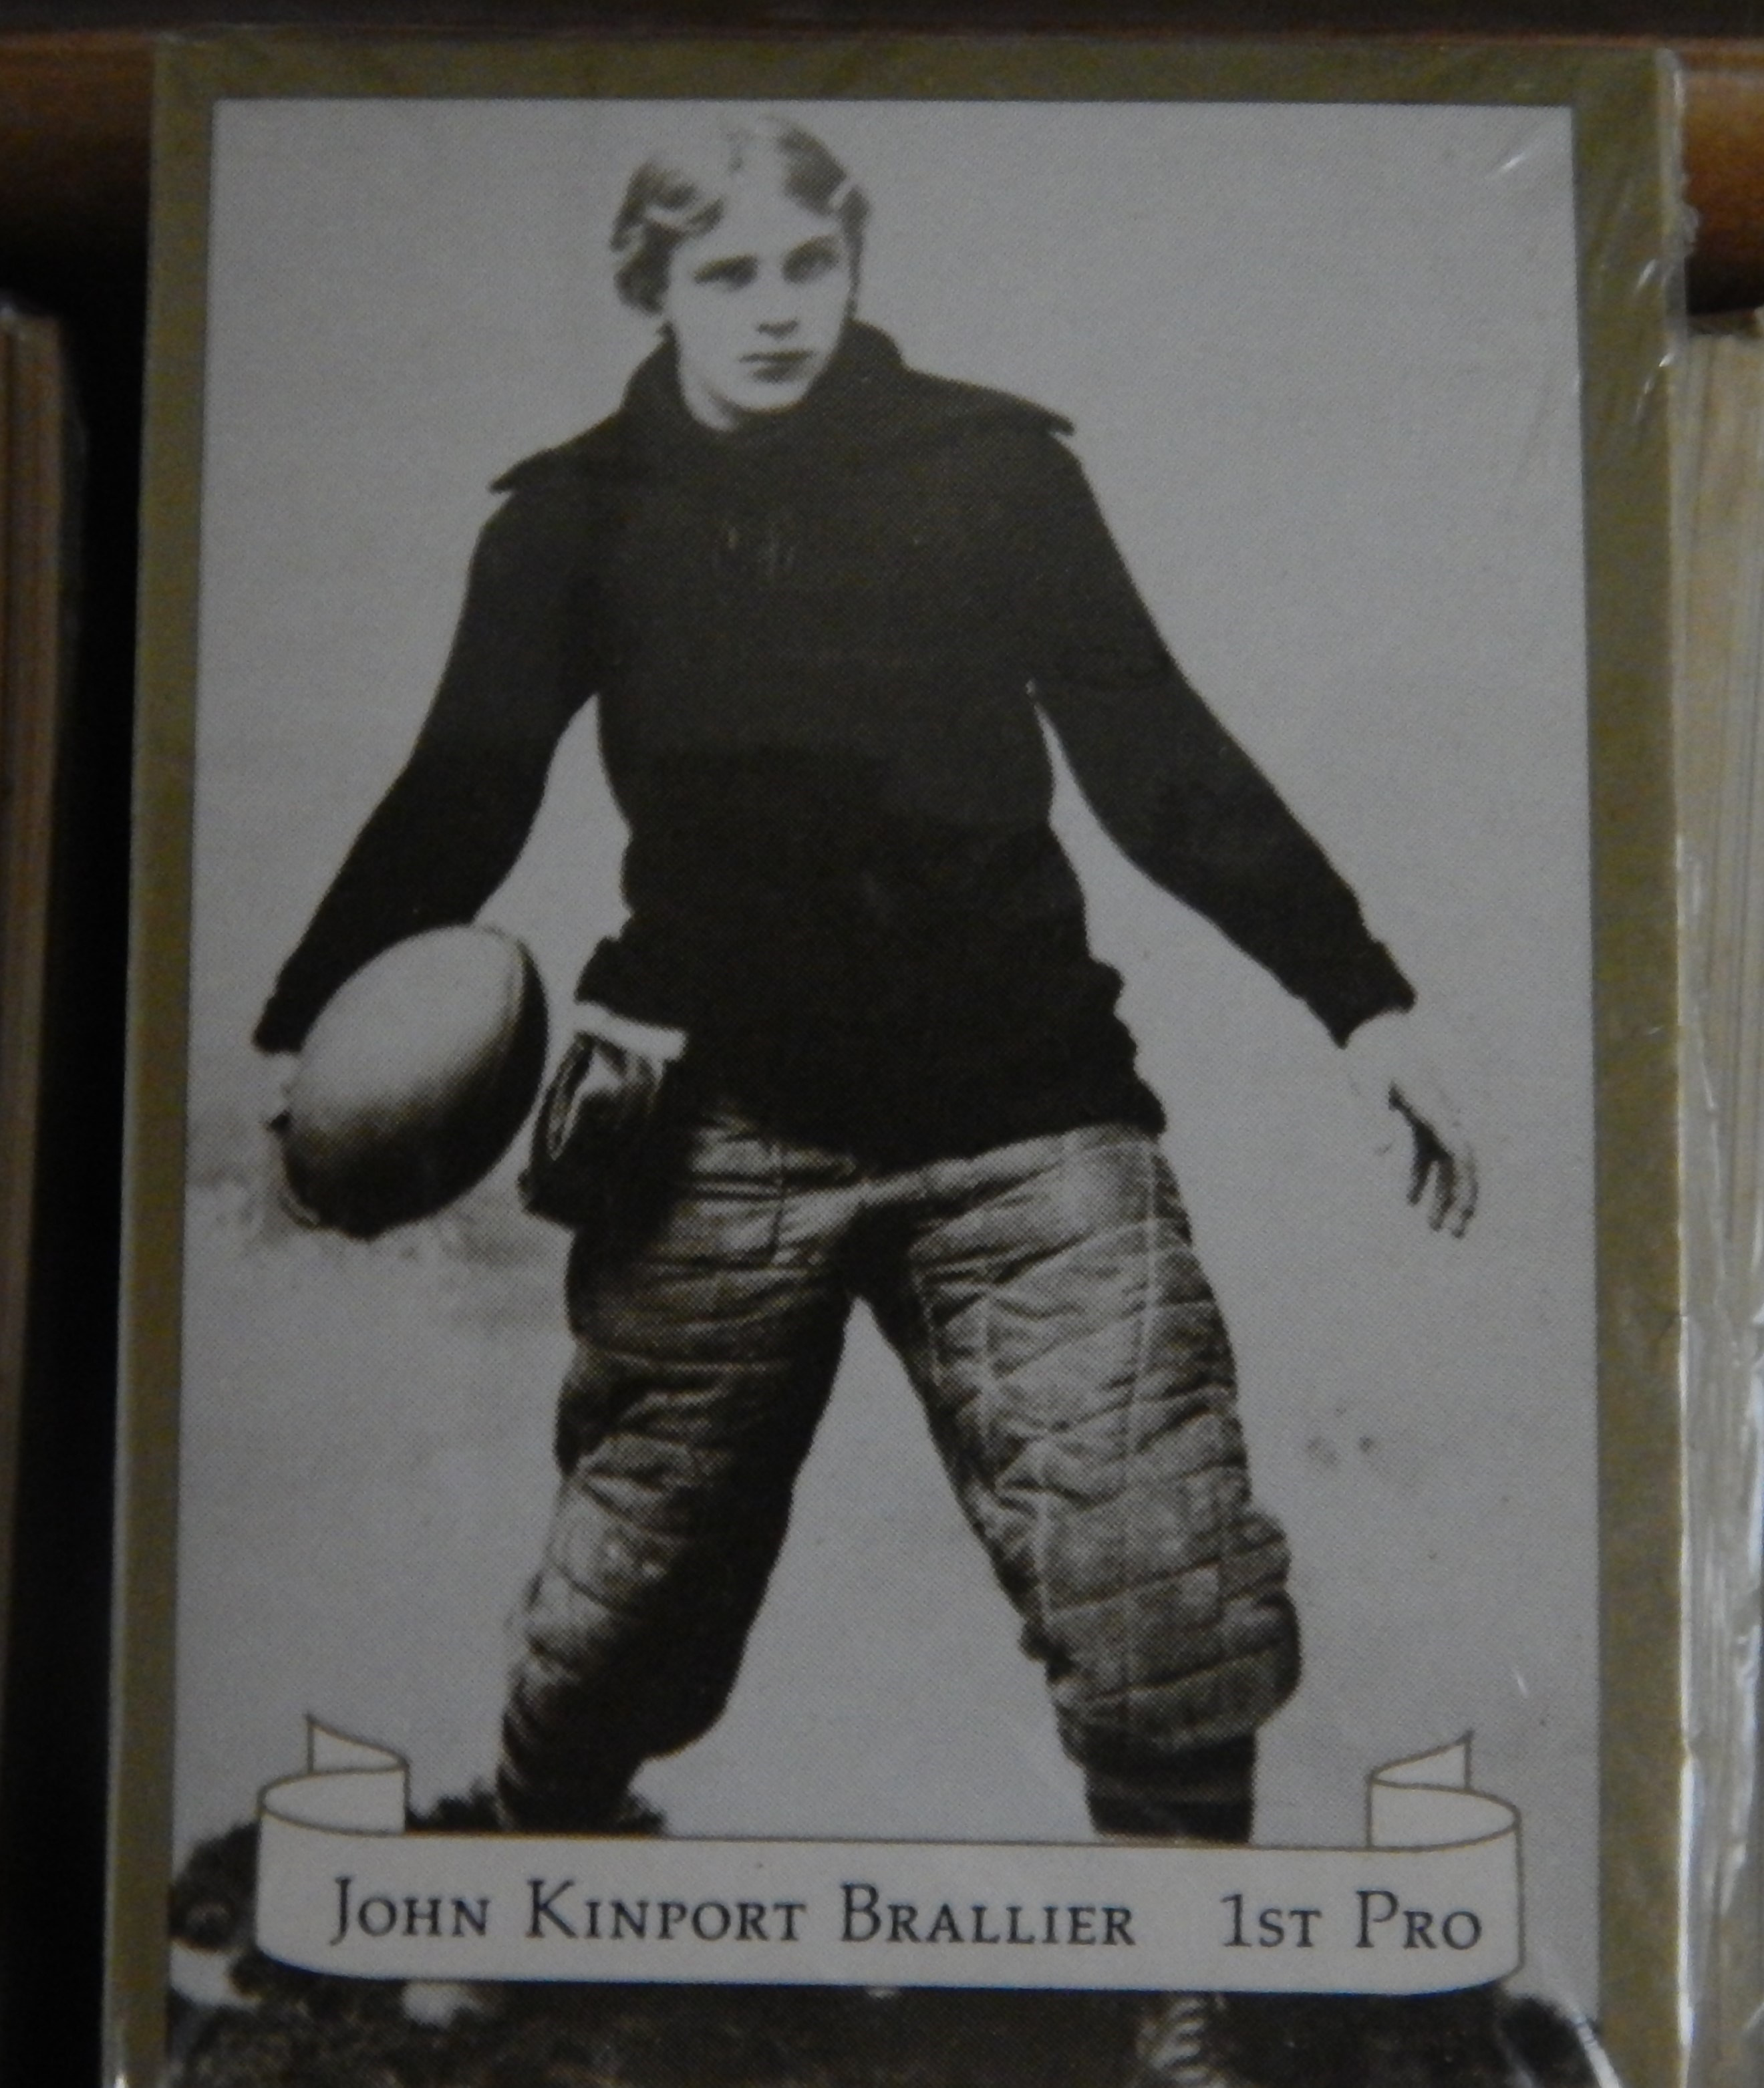 John Kinport Brallier 1st Pro